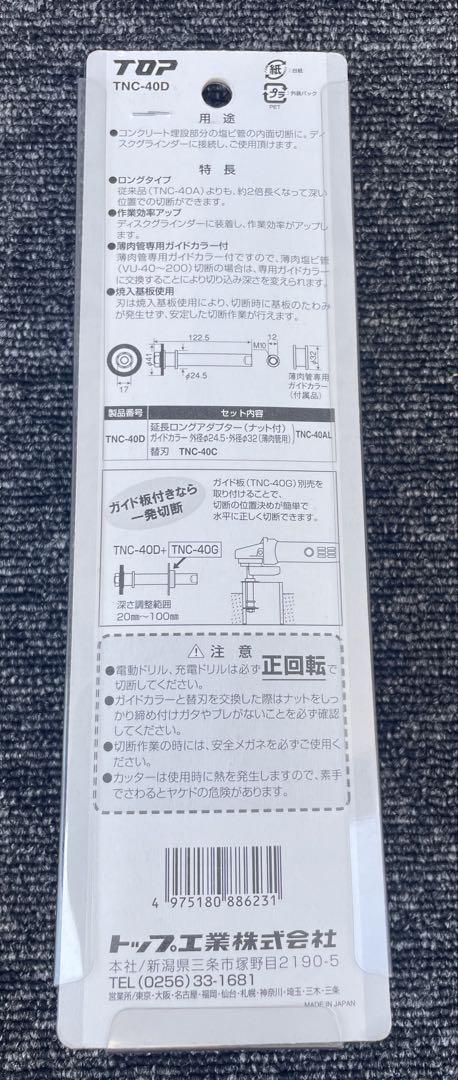 TOP
TNC-40D
紙
:台紙
プラ
:外装パック
PET
用途
●コンクリート埋設部分の塩ビ管の内面切断に。ディ
スクグラインダーに接続し、ご使用頂けます。
特長
●ロングタイプ
従来品(TNC-40A)よりも、約2倍長くなって深い
位置での切断ができます。
●作業効率アップ
ディスクグラインダーに装着し、作業効率がアップし
ます。
●薄肉管専用ガイドカラー付
薄肉管専用ガイドカラー付ですので、薄肉塩ビ管
(VU-40～200)切断の場合は、専用ガイドカラー
に交換することにより切り込み深さを変えられます。
●焼入基板使用
刃は焼入基板使用により、切断時に基板のたわみ
が発生せず、安定した切断作業が行えます。
122.5
12
φ41
M10
φ32
17
φ24.5
薄肉管専用
ガイドカラー
(付属品)
製品番号 セット内容
TNC-40D
延長ロングアダプター(ナット付)
ガイドカラー 外径φ24.5・外径φ32(薄肉管用)
TNC-40AL
替刃 TNC-40C
ガイド板付きなら
一発切断
ガイド板(TNC-40G)別売を
取り付けることで、
切断の位置決めが簡単で
水平に正しく切断できます。
TNC-40D+TNC-40G
深さ調整範囲
20mm～100mm
⚠注意
●電動ドリル、充電ドリルは必ず正回転で
切断してください。
●ガイドカラーと替刃を交換した際はナットをしっ
かり締め付けガタやブレがないことを必ず確認
してください。
●切断作業の時には、安全メガネを必ずご使用く
ださい。
●カッターは使用時に熱を発生しますので、素手
でさわるとヤケドの危険があります。
4 975180 886231
トップ工業株式会社
本社/新潟県三条市塚野目2190-5
TEL(0256)33-1681
営業所/東京・大阪・名古屋・福岡・仙台・札幌・神奈川・埼玉・三木・三条
MADE IN JAPAN